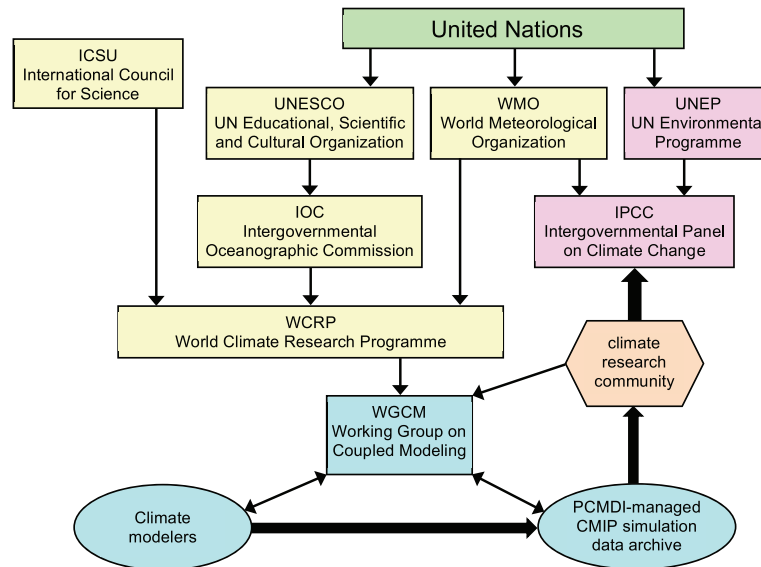 United Nations
ICSU
International Council
for Science
UNESCO
UN Educational, Scientific
and Cultural Organization
WMO
World Meteorological
Organization
UNEP
UN Environmental
Programme
IOC
Intergovernmental
Oceanographic Commission
IPCC
Intergovernmental Panel
on Climate Change
WCRP
World Climate Research Programme
climate
research
community
WGCM
Working Group on
Coupled Modeling
Climate
modelers
PCMDI-managed
CMIP simulation
data archive